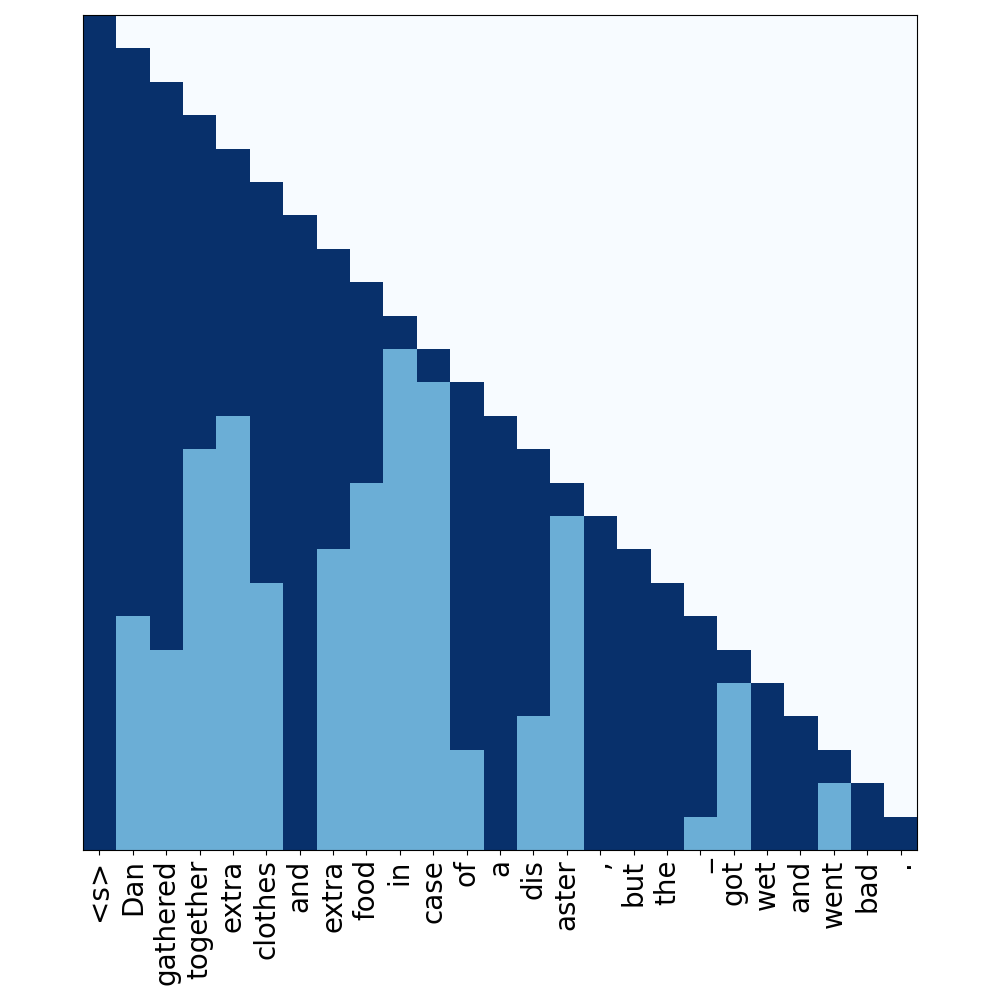 <s> Dan gathered together extra clothes and extra food in case of a dis aster , but the _ got wet and went bad .